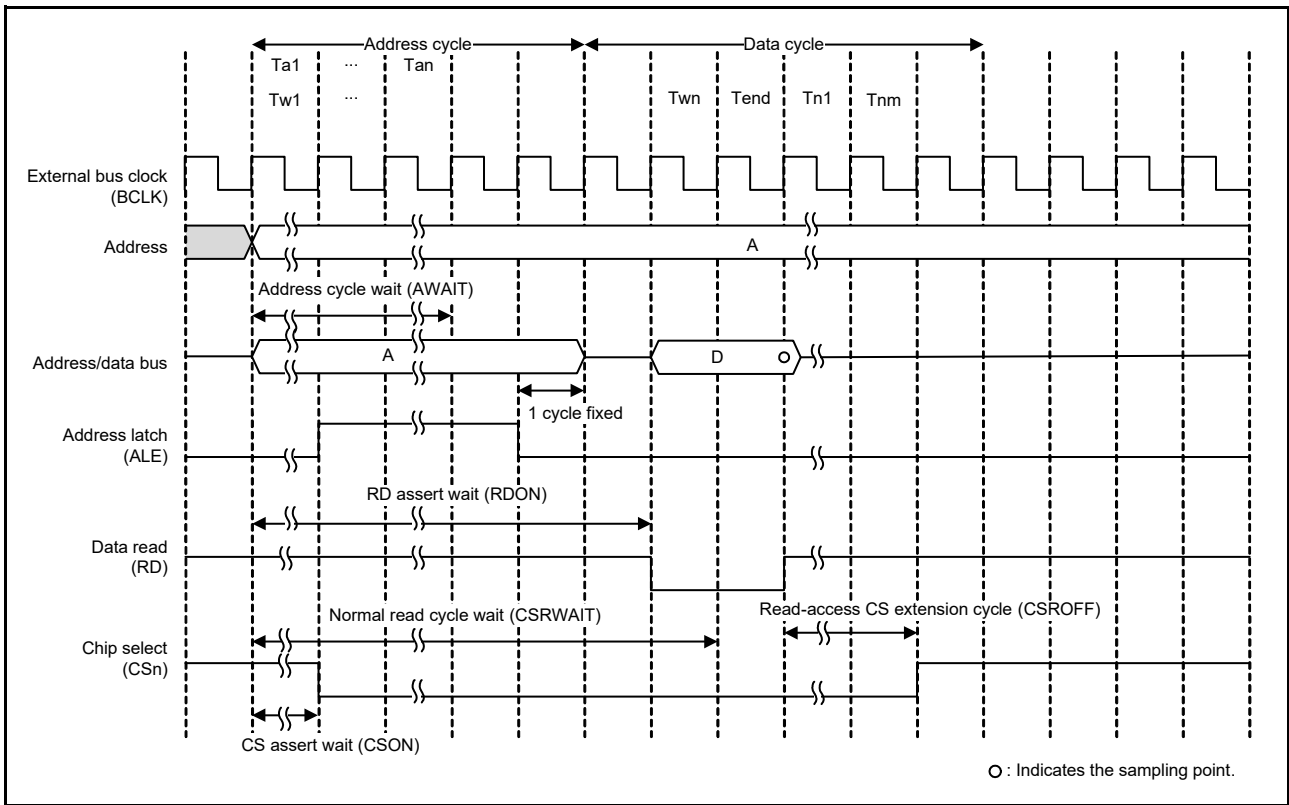 Address cycle Data cycle
Ta1 ... Tan
Tw1 ... Twn Tend Tn1 Tnm
External bus clock
(BCLK)
Address A
Address cycle wait (AWAIT)
Address/data bus A D
1 cycle fixed
Address latch
(ALE)
RD assert wait (RDON)
Data read
(RD)
Normal read cycle wait (CSRWAIT) Read-access CS extension cycle (CSROFF)
Chip select
(CSn)
CS assert wait (CSON)
: Indicates the sampling point.